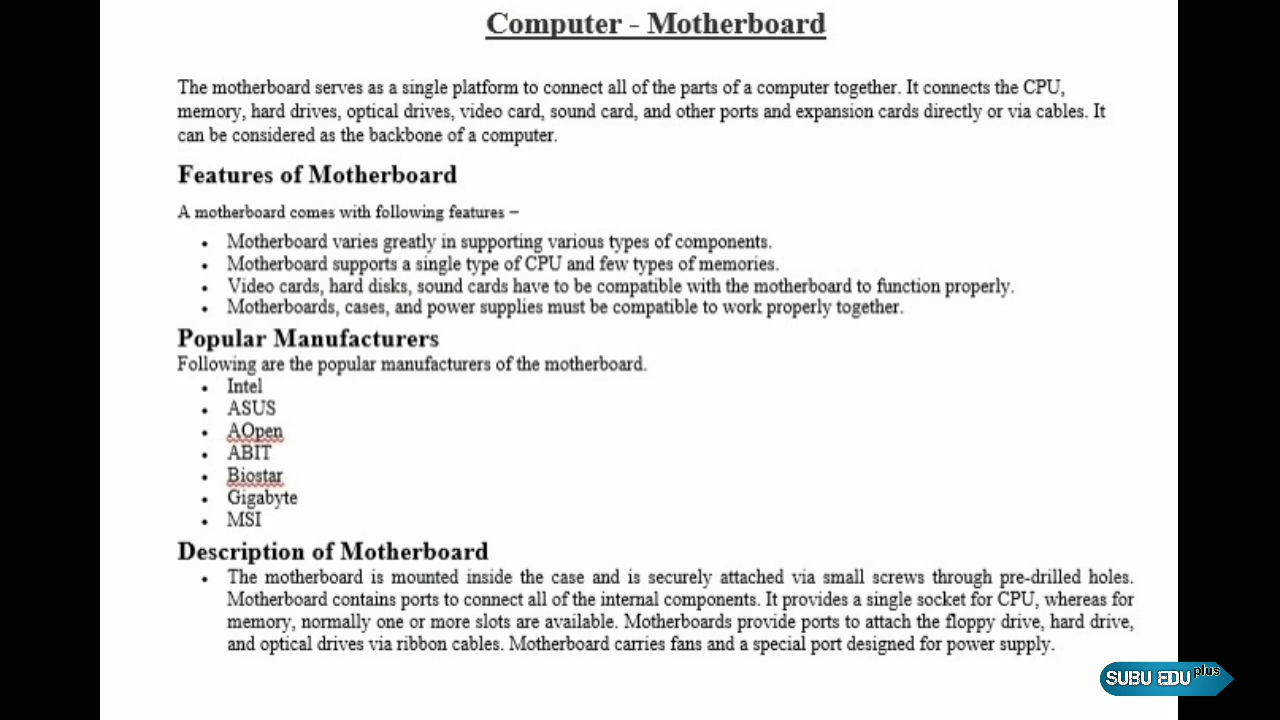 Computer - Motherboard
The motherboard serves as a single platform to connect all of the parts of a computer together. It connects the CPU,
memory, hard drives, optical drives, video card, sound card, and other ports and expansion cards directly or via cables. It
can be considered as the backbone of a computer.
Features of Motherboard
A motherboard comes with following features –
• Motherboard varies greatly in supporting various types of components.
• Motherboard supports a single type of CPU and few types of memories.
• Video cards, hard disks, sound cards have to be compatible with the motherboard to function properly.
• Motherboards, cases, and power supplies must be compatible to work properly together.
Popular Manufacturers
Following are the popular manufacturers of the motherboard.
• Intel
• ASUS
• AOpen
• ABIT
• Biostar
• Gigabyte
• MSI
Description of Motherboard
• The motherboard is mounted inside the case and is securely attached via small screws through pre-drilled holes.
Motherboard contains ports to connect all of the internal components. It provides a single socket for CPU, whereas for
memory, normally one or more slots are available. Motherboards provide ports to attach the floppy drive, hard drive,
and optical drives via ribbon cables. Motherboard carries fans and a special port designed for power supply.
SUBU EDU plus